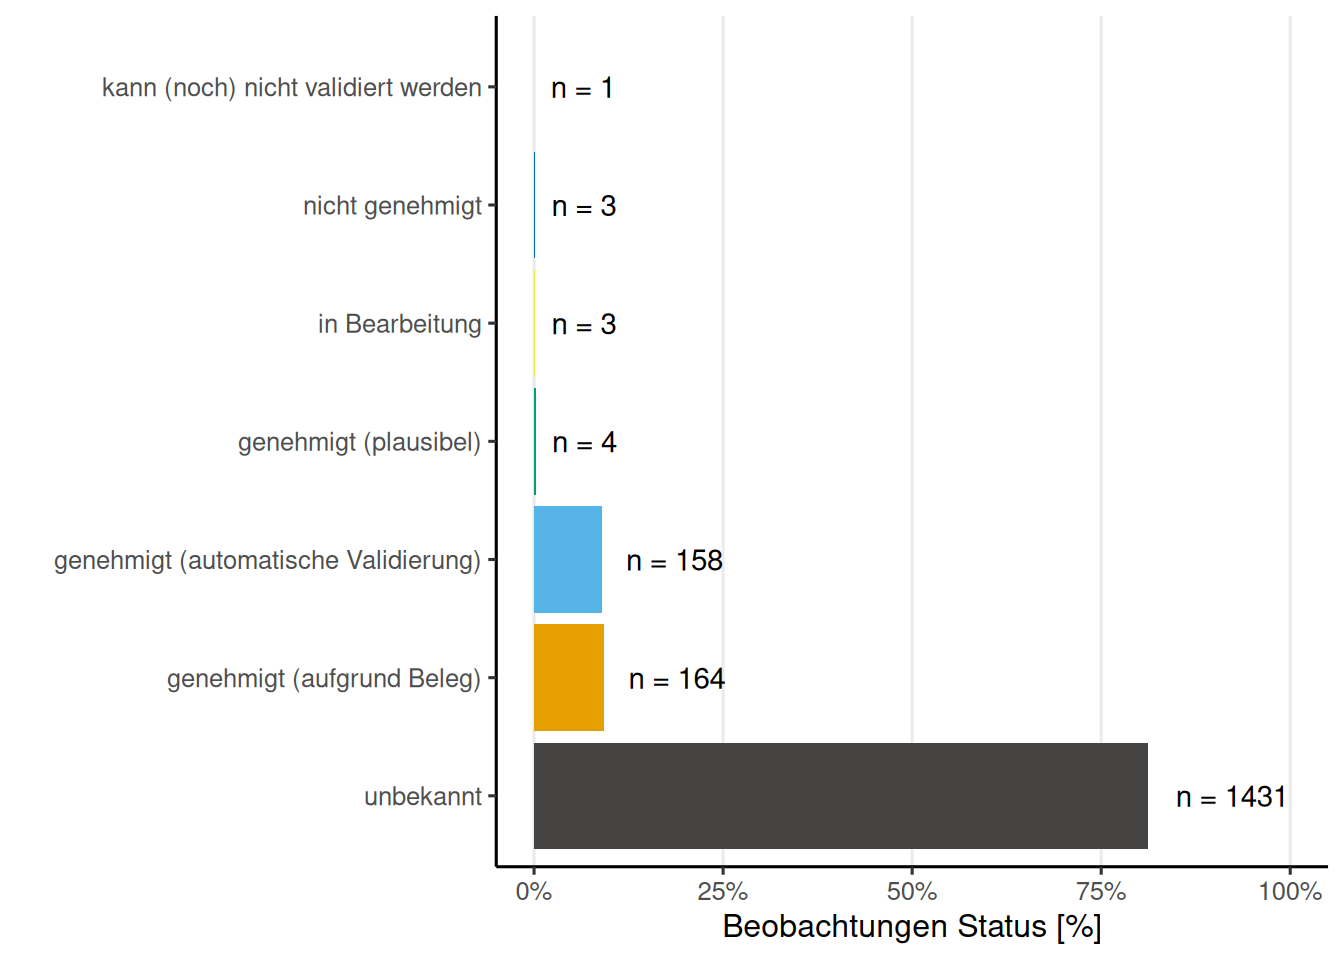 kann (noch) nicht validiert werden n = 1
nicht genehmigt n = 3
in Bearbeitung n = 3
genehmigt (plausibel) n = 4
genehmigt (automatische Validierung) n = 158
genehmigt (aufgrund Beleg) n = 164
unbekannt n = 1431
0% 25% 50% 75% 100%
Beobachtungen Status [%]